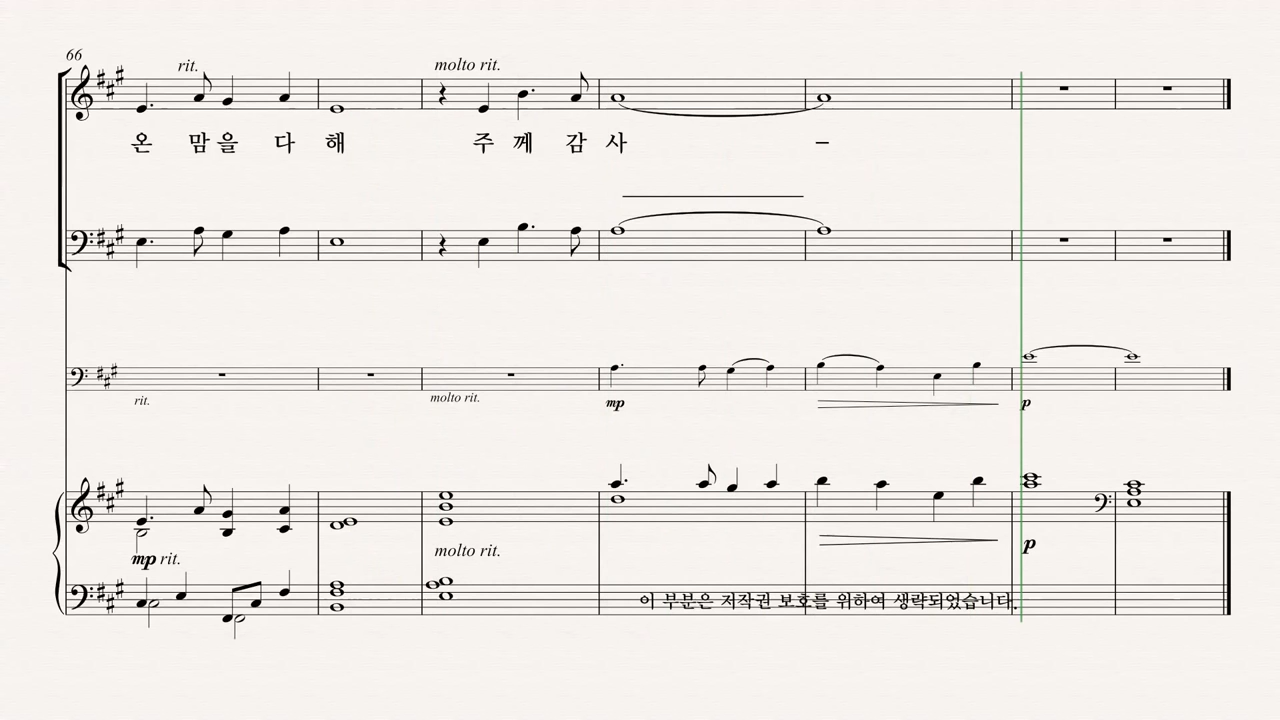 66
rit.
molto rit.
온 맘 을 다 해 주 께 감 사 –
rit.
molto rit.
mp
p
mp rit.
molto rit.
p
이 부분은 저작권 보호를 위하여 생략되었습니다.